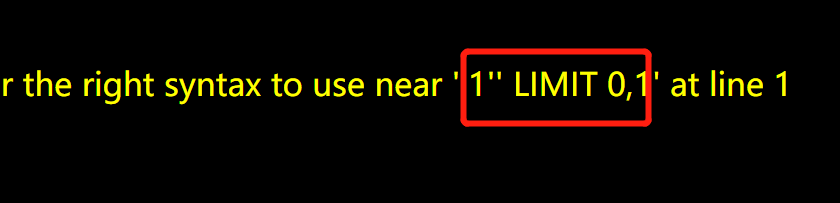 r the right syntax to use near ' 1'' LIMIT 0,1' at line 1